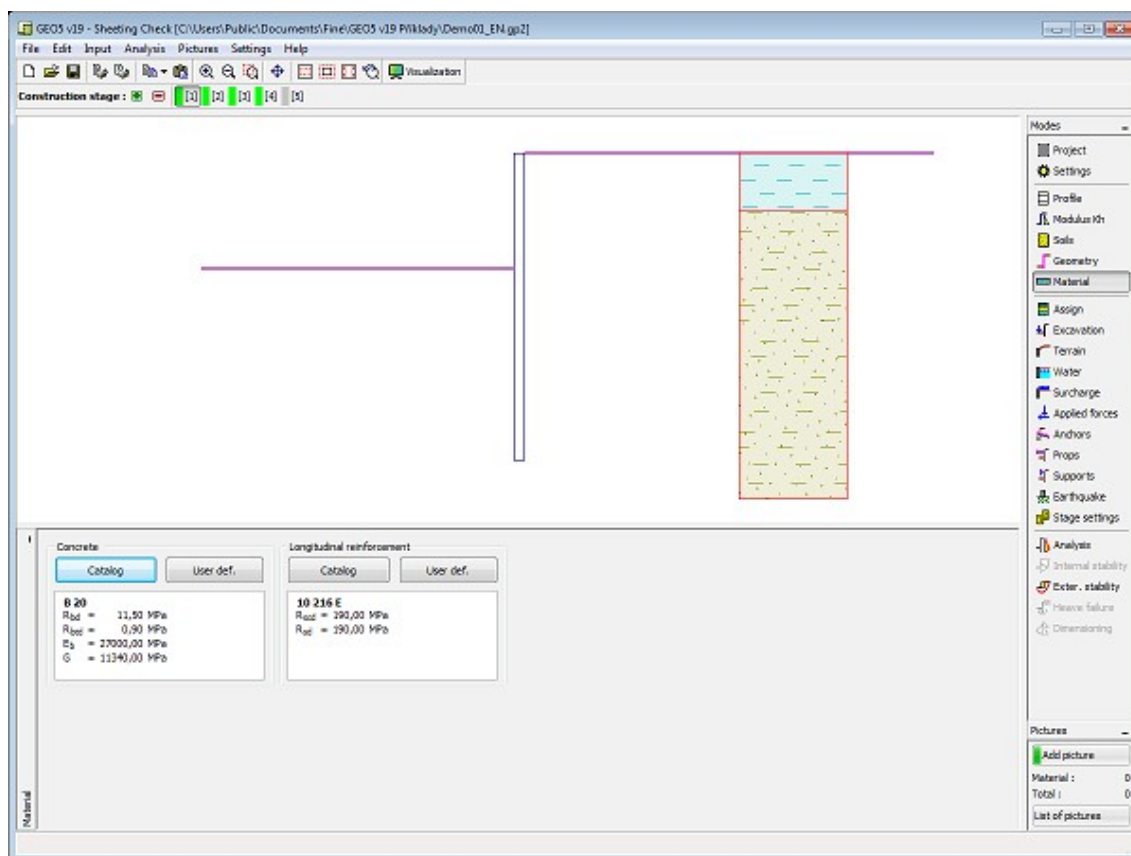 GEO5 v19 - Sheeting Check [C:\Users\Public\Documents\Fine\GEO5 v19 Příklady\Demo01_EN.gp2]
File Edit Input Analysis Pictures Settings Help
Visualization
Construction stage : [1] [2] [3] [4] [5]
Modes
Project
Settings
Profile
Modulus Kh
Soils
Geometry
Material
Assign
Excavation
Terrain
Water
Surcharge
Applied forces
Anchors
Props
Supports
Earthquake
Stage settings
Analysis
Internal stability
Exter. stability
Heave failure
Dimensioning
Concrete
Catalog User def.
B 20
Rbd = 11,50 MPa
Rbtd = 0,90 MPa
Eb = 27000,00 MPa
G = 11340,00 MPa
Longitudinal reinforcement
Catalog User def.
10 216 E
Rscd = 190,00 MPa
Rsd = 190,00 MPa
Material
Pictures
Add picture
Material : 0
Total : 0
List of pictures